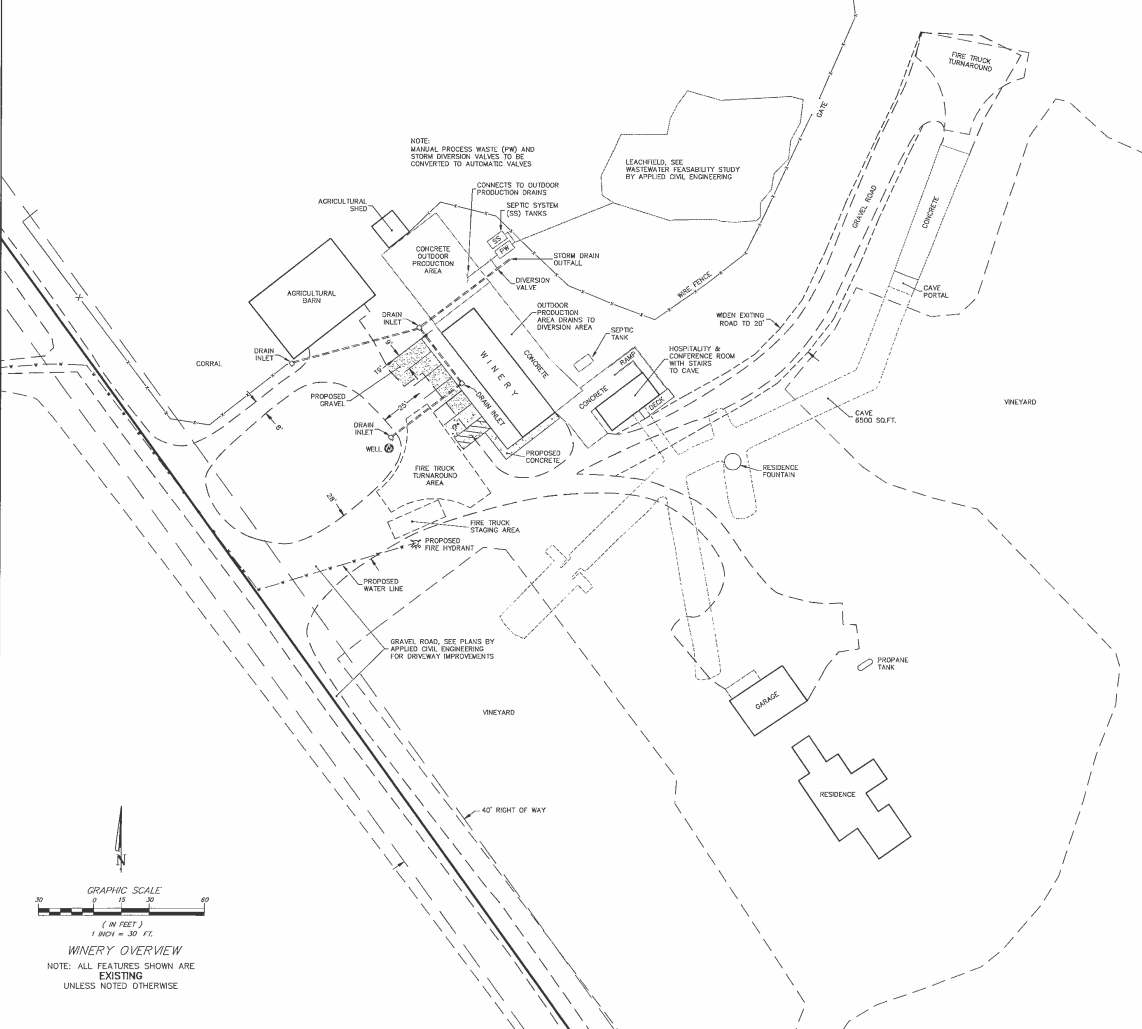 FIRE TRUCK
TURNAROUND
GATE
NOTE:
MANUAL PROCESS WASTE (PW) AND
STORM DIVERSION VALVES TO BE
CONVERTED TO AUTOMATIC VALVES
LEACHFIELD, SEE
WASTEWATER FEASABILITY STUDY
BY APPLIED CIVIL ENGINEERING
CONNECTS TO OUTDOOR
PRODUCTION DRAINS
SEPTIC SYSTEM
(SS) TANKS
AGRICULTURAL
SHED
GRAVEL ROAD
CONCRETE
SS
PW
CONCRETE
OUTDOOR
PRODUCTION
AREA
STORM DRAIN
OUTFALL
DIVERSION
VALVE
WIRE FENCE
CAVE
PORTAL
AGRICULTURAL
BARN
OUTDOOR
PRODUCTION
AREA DRAINS TO
DIVERSION AREA
DRAIN
INLET
WIDEN EXITING
ROAD TO 20'
SEPTIC
TANK
9'
19'
DRAIN
INLET
CORRAL
WINERY
CONCRETE
RAMP
HOSPITALITY &
CONFERENCE ROOM
WITH STAIRS
TO CAVE
PROPOSED
GRAVEL
25'
DRAIN INLET
CONCRETE
DECK
VINEYARD
CAVE
6500 SQ.FT.
6'
DRAIN
INLET
WELL
PROPOSED
CONCRETE
FIRE TRUCK
TURNAROUND
AREA
RESIDENCE
FOUNTAIN
28'
FIRE TRUCK
STAGING AREA
PROPOSED
FIRE HYDRANT
PROPOSED
WATER LINE
GRAVEL ROAD, SEE PLANS BY
APPLIED CIVIL ENGINEERING
FOR DRIVEWAY IMPROVEMENTS
PROPANE
TANK
GARAGE
VINEYARD
RESIDENCE
40' RIGHT OF WAY
N
GRAPHIC SCALE
30 0 15 30 60
( IN FEET )
1 INCH = 30 FT.
WINERY OVERVIEW
NOTE: ALL FEATURES SHOWN ARE
EXISTING
UNLESS NOTED OTHERWISE